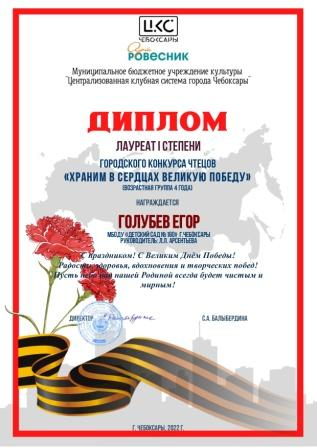 ЦКС
ЧЕБОКСАРЫ
РОВЕСНИК
Муниципальное бюджетное учреждение культуры
"Централизованная клубная система города Чебоксары"
ДИПЛОМ
ЛАУРЕАТ I СТЕПЕНИ
ГОРОДСКОГО КОНКУРСА ЧТЕЦОВ
«ХРАНИМ В СЕРДЦАХ ВЕЛИКУЮ ПОБЕДУ»
(ВОЗРАСТНАЯ ГРУППА 4 ГОДА)
НАГРАЖДАЕТСЯ
ГОЛУБЕВ ЕГОР
МБДОУ «ДЕТСКИЙ САД № 160» Г.ЧЕБОКСАРЫ
РУКОВОДИТЕЛЬ: Л.П. АРСЕНТЬЕВА
С Праздником! С Великим Днём Победы!
Радости, здоровья, вдохновения и творческих побед!
Пусть небо над нашей Родиной всегда будет чистым и
мирным!
ДИРЕКТОР С.А. БАЛЫБЕРДИНА
Г. ЧЕБОКСАРЫ, 2022 Г.